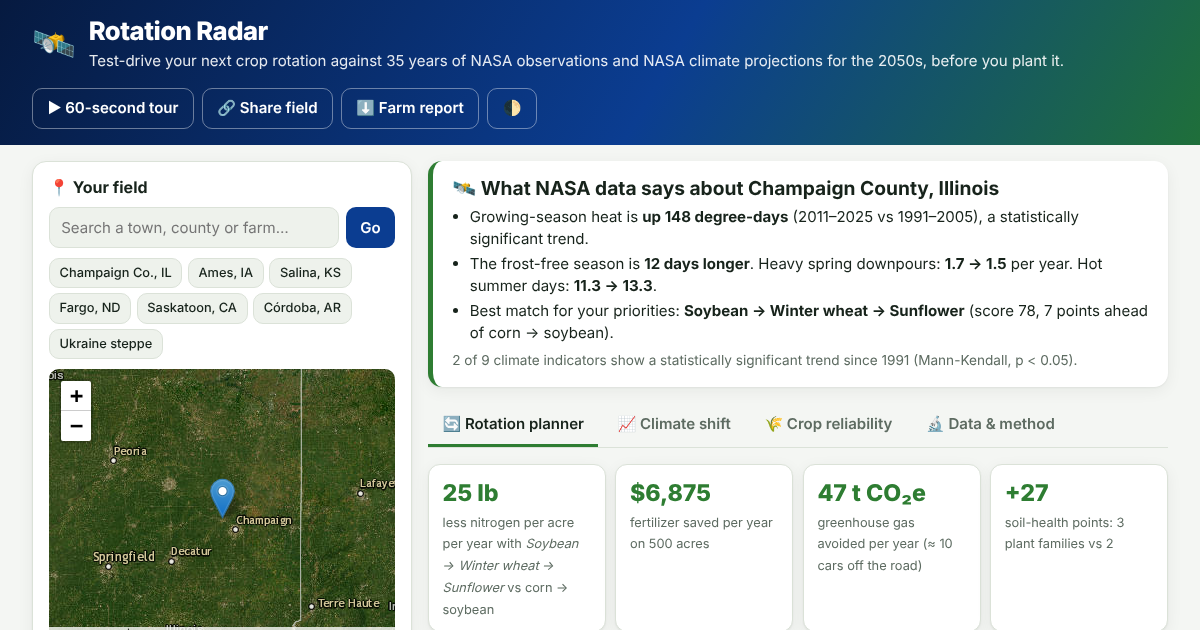 Rotation Radar
Test-drive your next crop rotation against 35 years of NASA observations and NASA climate projections for the 2050s, before you plant it.
▶ 60-second tour
🔗 Share field
⬇️ Farm report
📍 Your field
Search a town, county or farm…
Go
Champaign Co., IL
Ames, IA
Salina, KS
Fargo, ND
Saskatoon, CA
Córdoba, AR
Ukraine steppe
+
−
Peoria
Lafaye
Champaign
Springfield
Decatur
Terre Haute
🛰️ What NASA data says about Champaign County, Illinois
• Growing-season heat is up 148 degree-days (2011–2025 vs 1991–2005), a statistically
significant trend.
• The frost-free season is 12 days longer. Heavy spring downpours: 1.7 → 1.5 per year. Hot
summer days: 11.3 → 13.3.
• Best match for your priorities: Soybean → Winter wheat → Sunflower (score 78, 7 points ahead
of corn → soybean).
2 of 9 climate indicators show a statistically significant trend since 1991 (Mann-Kendall, p < 0.05).
🔄 Rotation planner
📈 Climate shift
🌾 Crop reliability
🔬 Data & method
25 lb
less nitrogen per acre
per year with Soybean
→ Winter wheat →
Sunflower vs corn →
soybean
$6,875
fertilizer saved per year
on 500 acres
47 t CO₂e
greenhouse gas
avoided per year (≈ 10
cars off the road)
+27
soil-health points: 3
plant families vs 2